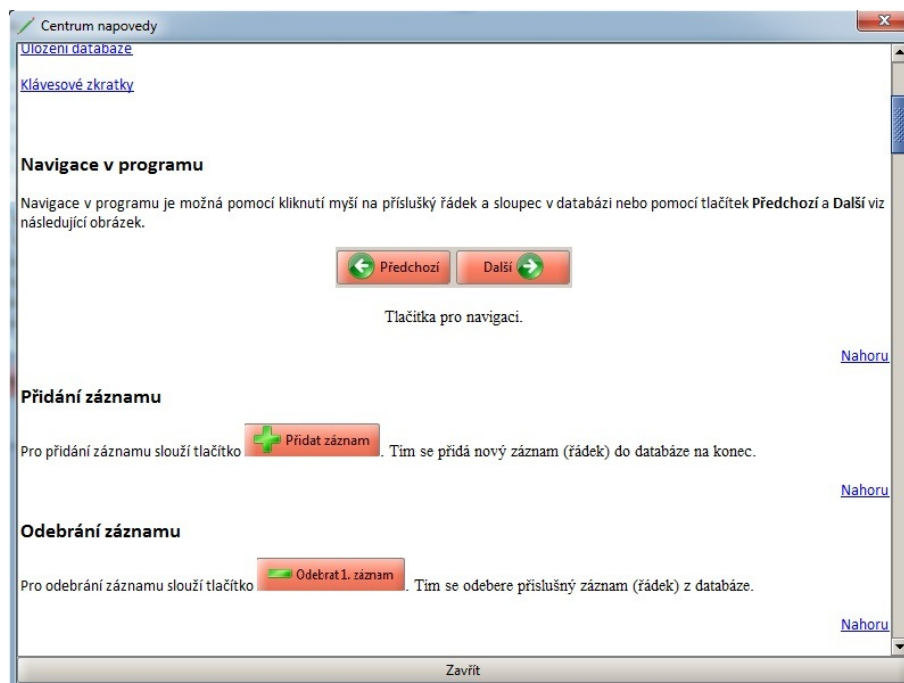 Centrum napovedy
Uložení databáze
Klávesové zkratky
Navigace v programu
Navigace v programu je možná pomocí kliknutí myší na příslušký řádek a sloupec v databázi nebo pomocí tlačítek Předchozí a Další viz
následující obrázek.
Předchozí Další
Tlačítka pro navigaci.
Nahoru
Přidání záznamu
Pro přidání záznamu slouží tlačítko Přidat záznam. Tím se přidá nový záznam (řádek) do databáze na konec.
Nahoru
Odebrání záznamu
Pro odebrání záznamu slouží tlačítko Odebrat 1. záznam. Tím se odebere příslušný záznam (řádek) z databáze.
Nahoru
Zavřít